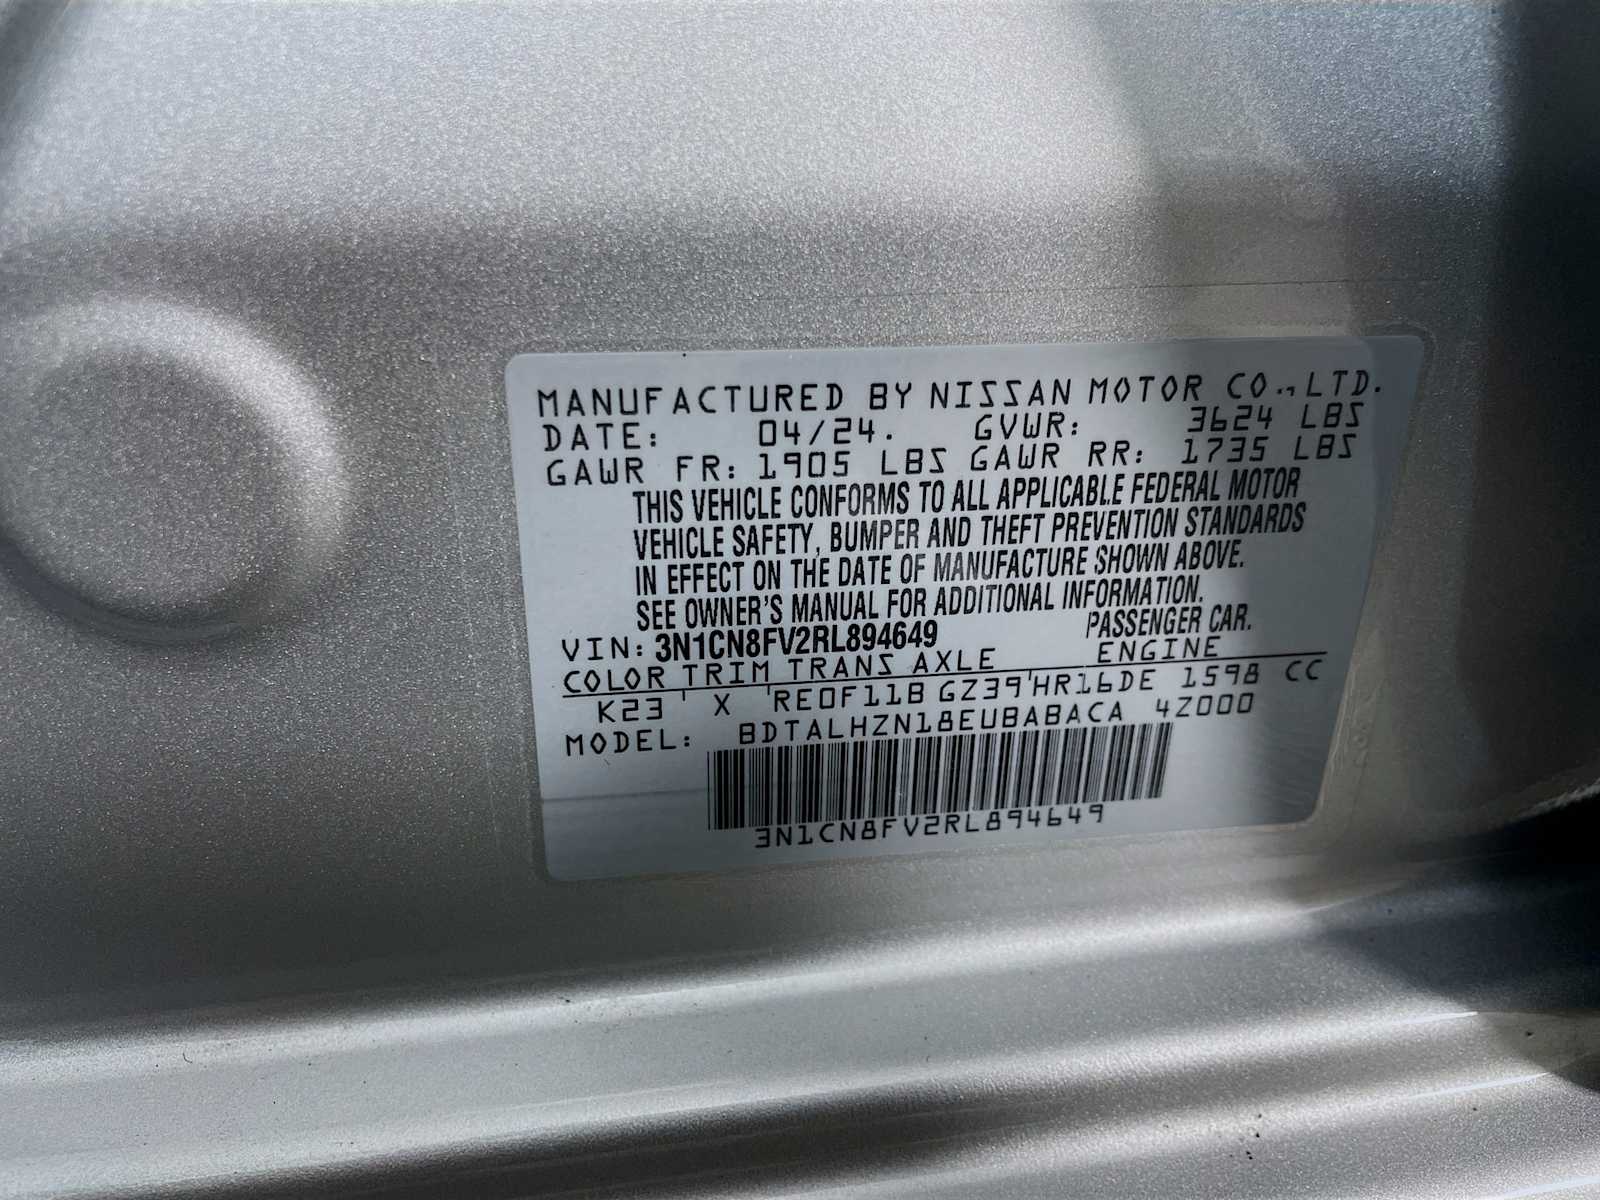 MANUFACTURED BY NISSAN MOTOR CO., LTD.
DATE: 04/24. GVWR: 3624 LBS
GAWR FR: 1905 LBS GAWR RR: 1735 LBS
THIS VEHICLE CONFORMS TO ALL APPLICABLE FEDERAL MOTOR
VEHICLE SAFETY, BUMPER AND THEFT PREVENTION STANDARDS
IN EFFECT ON THE DATE OF MANUFACTURE SHOWN ABOVE.
SEE OWNER'S MANUAL FOR ADDITIONAL INFORMATION.
VIN: 3N1CN8FV2RL894649 PASSENGER CAR.
COLOR TRIM TRANS AXLE ENGINE
K23 X RE0F11B GZ39 HR16DE 1598 CC
MODEL: BDTALHZN18EUBABACA 4Z000
3N1CN8FV2RL894649